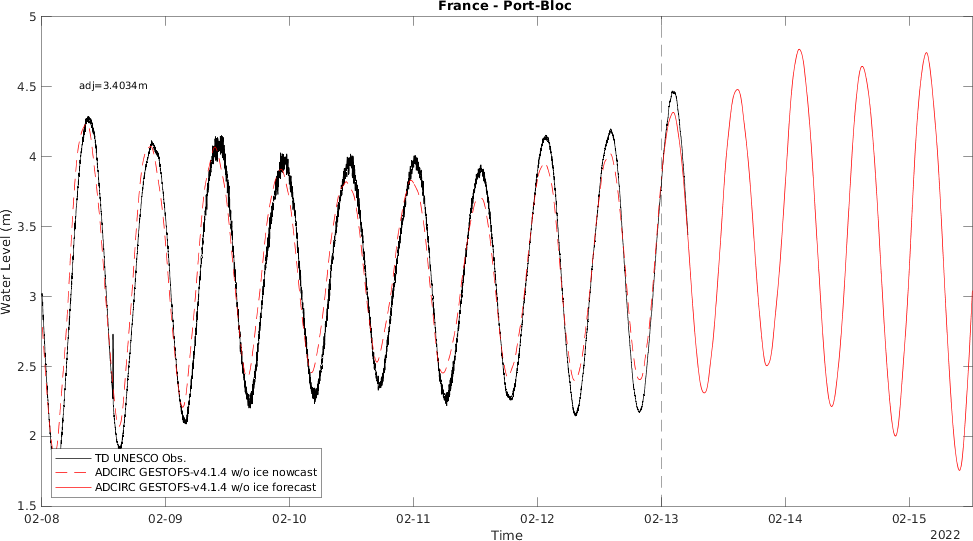 France - Port-Bloc
adj=3.4034m
Water Level (m)
5
4.5
4
3.5
3
2.5
2
1.5
TD UNESCO Obs.
ADCIRC GESTOFS-v4.1.4 w/o ice nowcast
ADCIRC GESTOFS-v4.1.4 w/o ice forecast
02-08 02-09 02-10 02-11 02-12 02-13 02-14 02-15
Time
2022